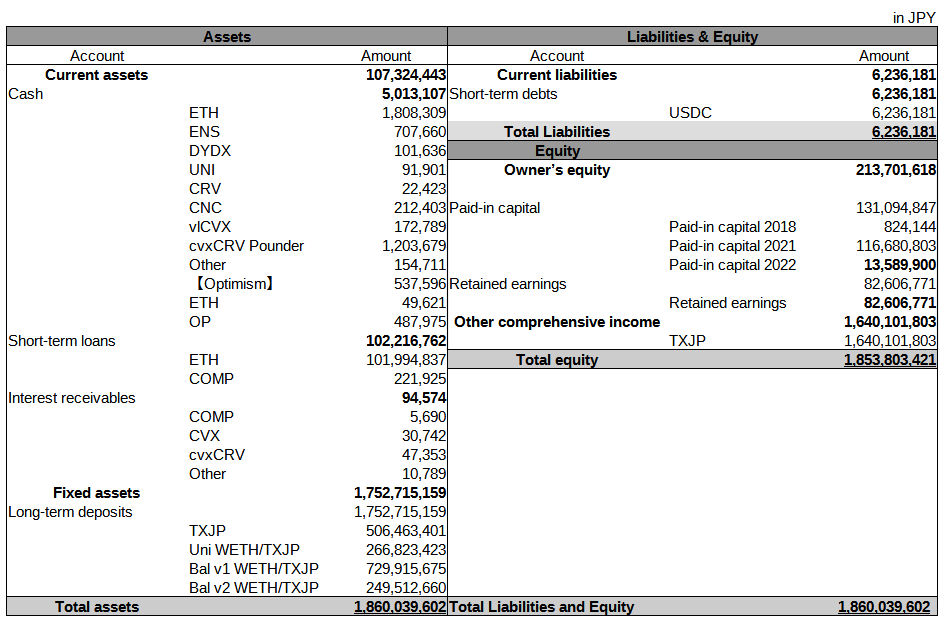 in JPY
Assets Liabilities & Equity
Account Amount Account Amount
Current assets 107,324,443 Current liabilities 6,236,181
Cash 5,013,107 Short-term debts 6,236,181
ETH 1,808,309 USDC 6,236,181
ENS 707,660 Total Liabilities 6,236,181
DYDX 101,636 Equity
UNI 91,901 Owner’s equity 213,701,618
CRV 22,423
CNC 212,403 Paid-in capital 131,094,847
vlCVX 172,789 Paid-in capital 2018 824,144
cvxCRV Pounder 1,203,679 Paid-in capital 2021 116,680,803
Other 154,711 Paid-in capital 2022 13,589,900
【Optimism】 537,596 Retained earnings 82,606,771
ETH 49,621 Retained earnings 82,606,771
OP 487,975 Other comprehensive income 1,640,101,803
Short-term loans 102,216,762 TXJP 1,640,101,803
ETH 101,994,837 Total equity 1,853,803,421
COMP 221,925
Interest receivables 94,574
COMP 5,690
CVX 30,742
cvxCRV 47,353
Other 10,789
Fixed assets 1,752,715,159
Long-term deposits 1,752,715,159
TXJP 506,463,401
Uni WETH/TXJP 266,823,423
Bal v1 WETH/TXJP 729,915,675
Bal v2 WETH/TXJP 249,512,660
Total assets 1,860,039,602 Total Liabilities and Equity 1,860,039,602